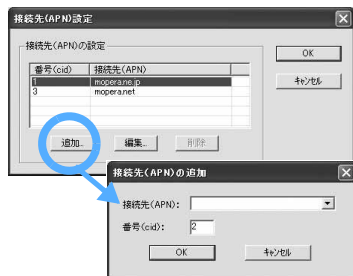 接続先(APN)設定
接続先(APN)の設定
番号(cid) 接続先(APN)
1 mopera.ne.jp
3 mopera.net
追加... 編集... 削除
OK
キャンセル
接続先(APN)の追加
接続先(APN):
番号(cid): 2
OK キャンセル